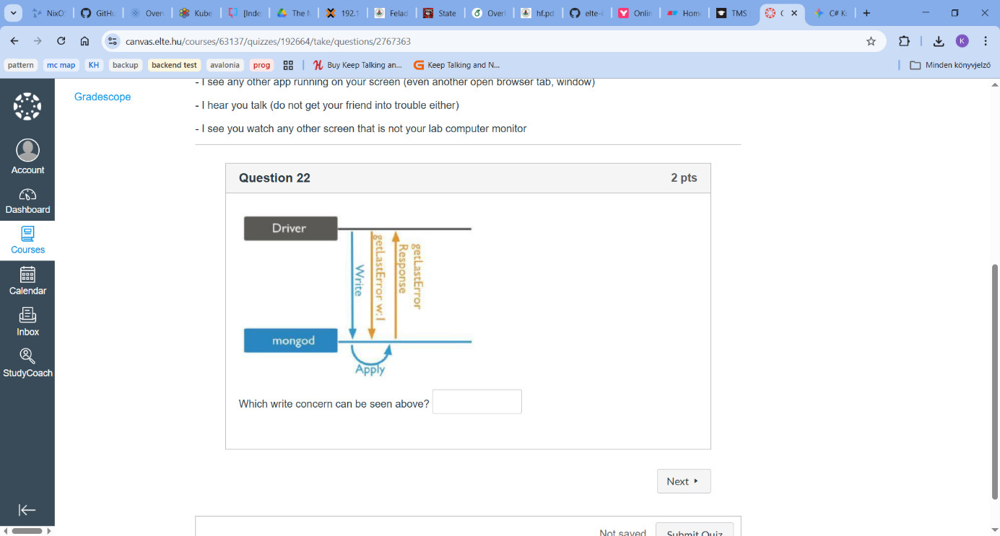 NixO
GitHu
Over
Kube
[Inde
The M
192.1
Felad
State
Over
hf.pd
elte-i
Onlin
Hom
TMS
C# K
canvas.elte.hu/courses/63137/quizzes/192664/take/questions/2767363
K
pattern
mc map
KH
backup
backend test
avalonia
prog
Buy Keep Talking an...
Keep Talking and N...
Minden könyvjelző
Account
Dashboard
Courses
Calendar
Inbox
StudyCoach
Gradescope
- I see any other app running on your screen (even another open browser tab, window)
- I hear you talk (do not get your friend into trouble either)
- I see you watch any other screen that is not your lab computer monitor
Question 22
2 pts
Driver
Write
getLastError w:1
getLastError
Response
mongod
Apply
Which write concern can be seen above?
Next
Not saved
Submit Quiz